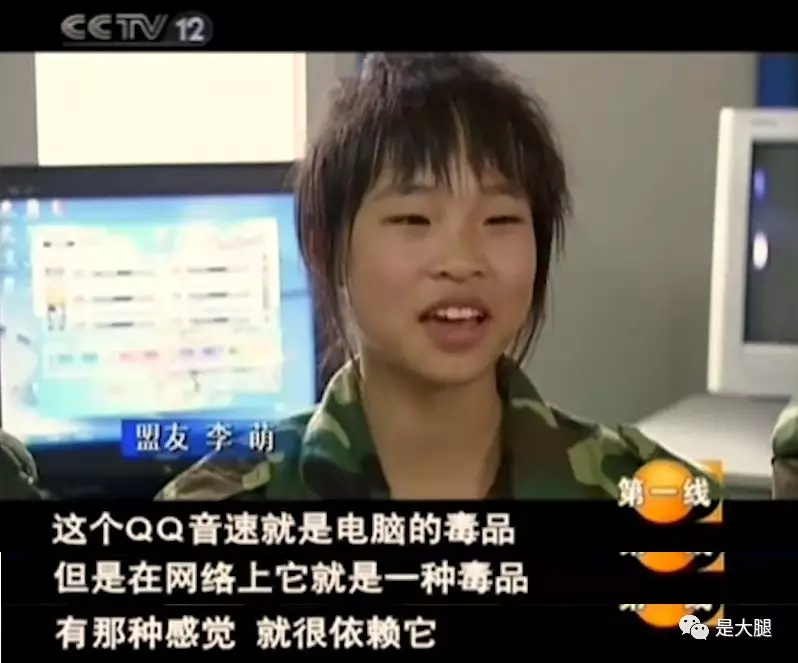 CCTV 12
盟友 李萌
第一线
这个QQ音速就是电脑的毒品
但是在网络上它就是一种毒品
有那种感觉 就很依赖它
是大腿